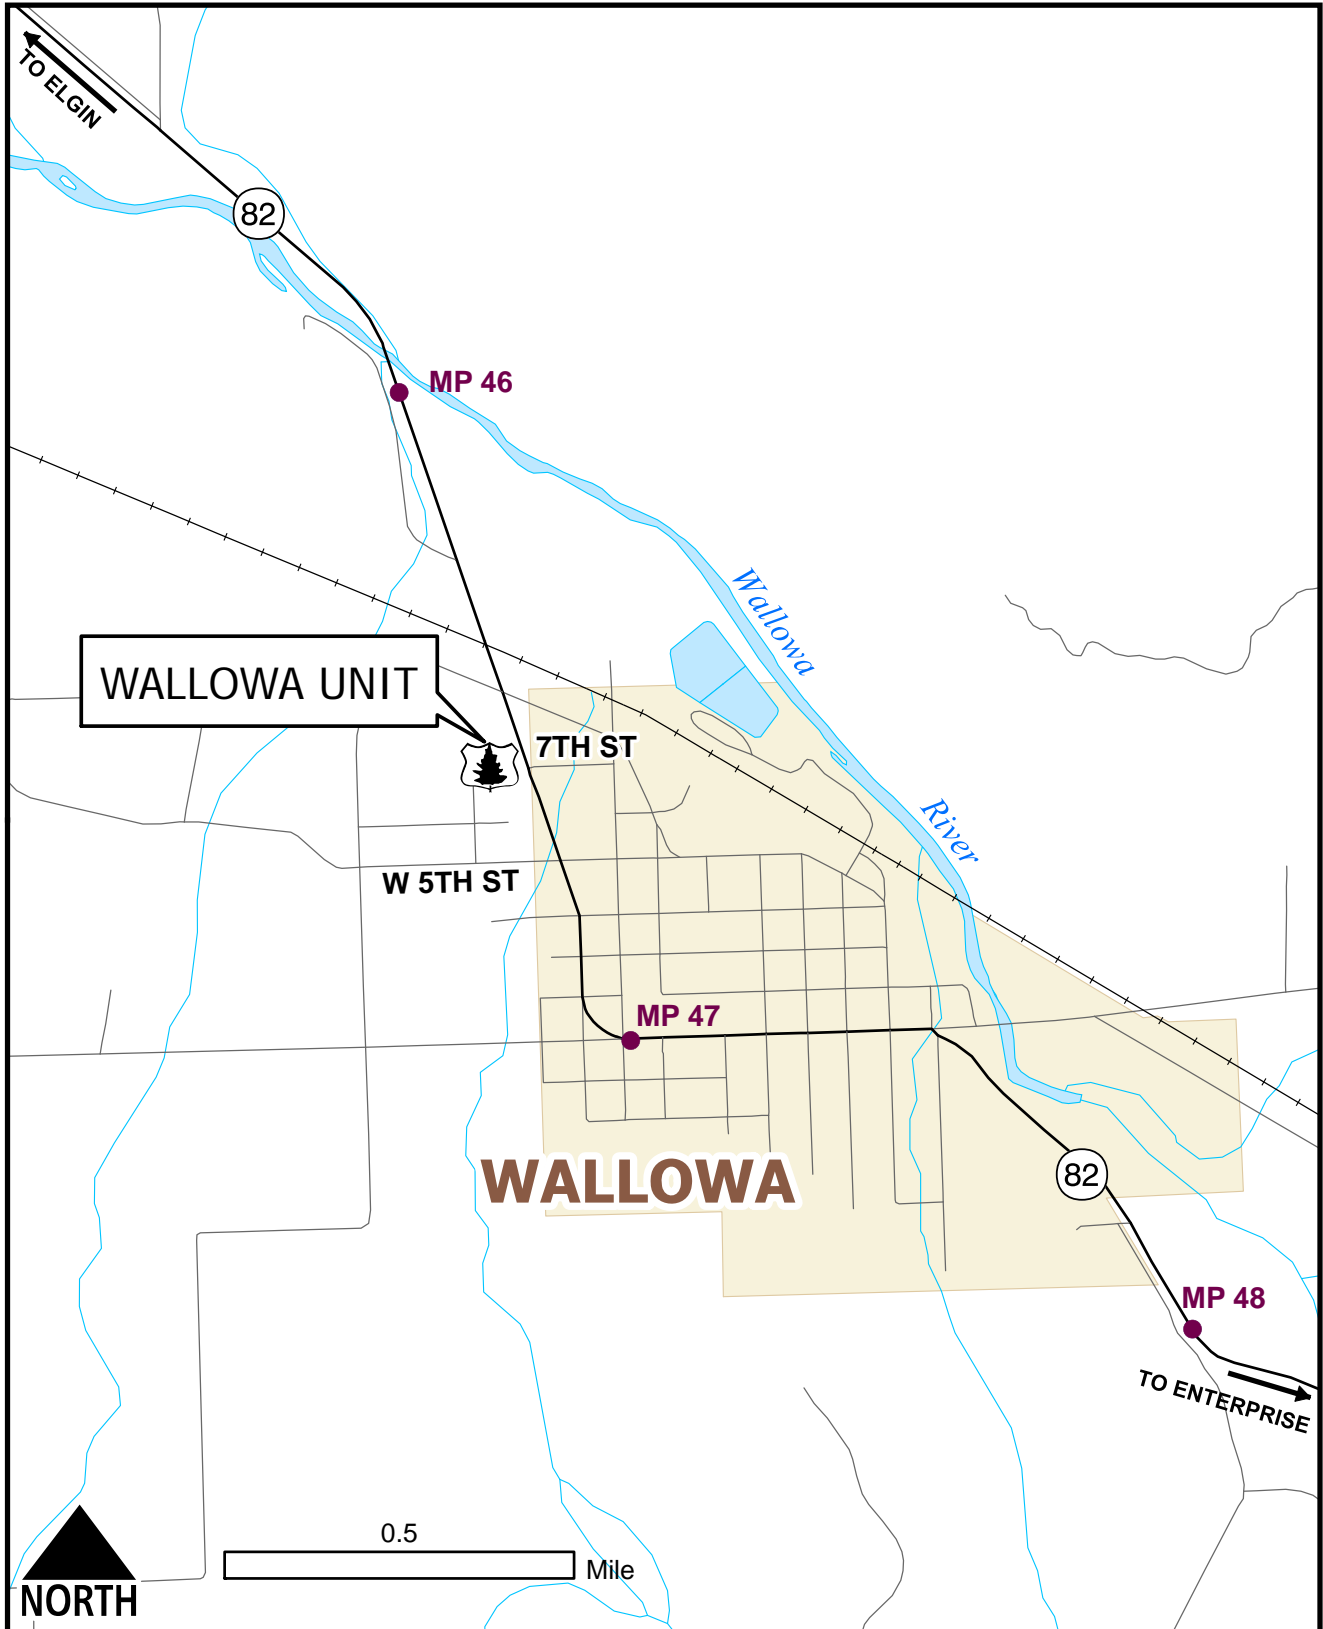 TO ELGIN
82
MP 46
Wallowa
WALLOWA UNIT
7TH ST
River
W 5TH ST
MP 47
WALLOWA
82
MP 48
TO ENTERPRISE
0.5
Mile
NORTH